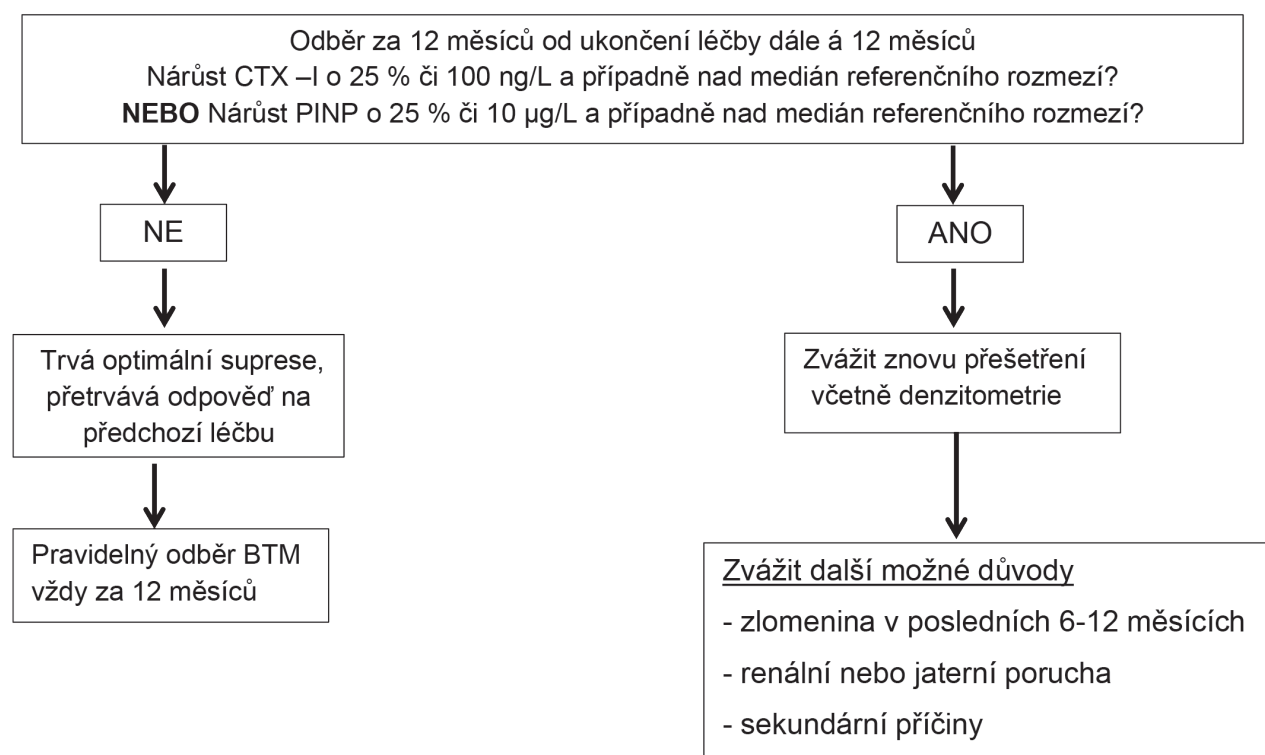 Odběr za 12 měsíců od ukončení léčby dále á 12 měsíců
Nárůst CTX –I o 25 % či 100 ng/L a případně nad medián referenčního rozmezí?
NEBO Nárůst PINP o 25 % či 10 µg/L a případně nad medián referenčního rozmezí?
NE
ANO
Trvá optimální suprese,
přetrvává odpověď na
předchozí léčbu
Zvážit znovu přešetření
včetně denzitometrie
Pravidelný odběr BTM
vždy za 12 měsíců
Zvážit další možné důvody
- zlomenina v posledních 6-12 měsících
- renální nebo jaterní porucha
- sekundární příčiny